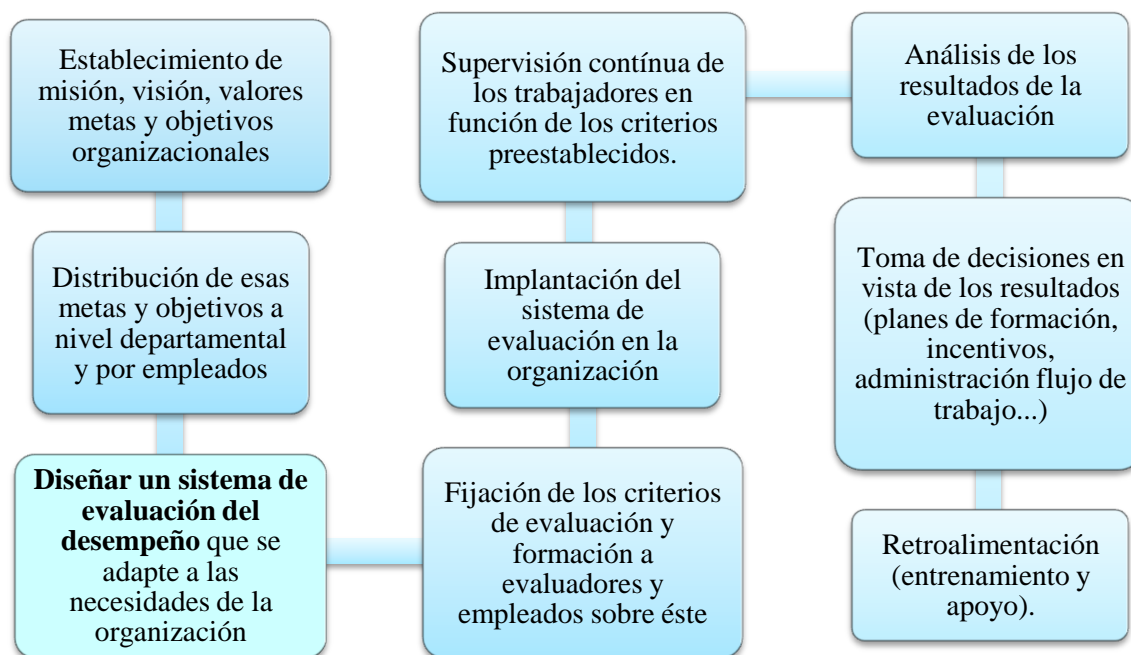 Establecimiento de
misión, visión, valores
metas y objetivos
organizacionales
Distribución de esas
metas y objetivos a
nivel departamental
y por empleados
Diseñar un sistema de
evaluación del
desempeño que se
adapte a las
necesidades de la
organización
Fijación de los criterios
de evaluación y
formación a
evaluadores y
empleados sobre éste
Implantación del
sistema de
evaluación en la
organización
Supervisión contínua de
los trabajadores en
función de los criterios
preestablecidos.
Análisis de los
resultados de la
evaluación
Toma de decisiones en
vista de los resultados
(planes de formación,
incentivos,
administración flujo de
trabajo...)
Retroalimentación
(entrenamiento y
apoyo).